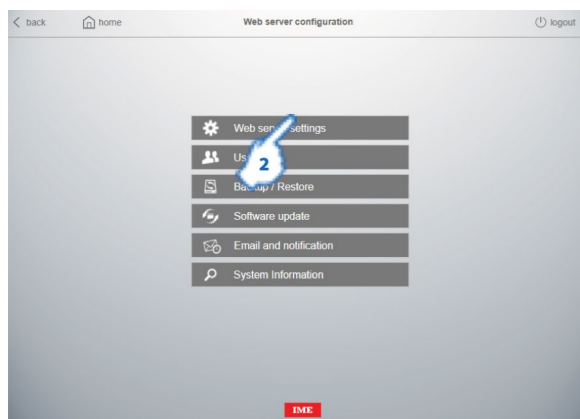 back home Web server configuration logout
Web server settings
Us
2
Backup / Restore
Software update
Email and notification
System Information
IME